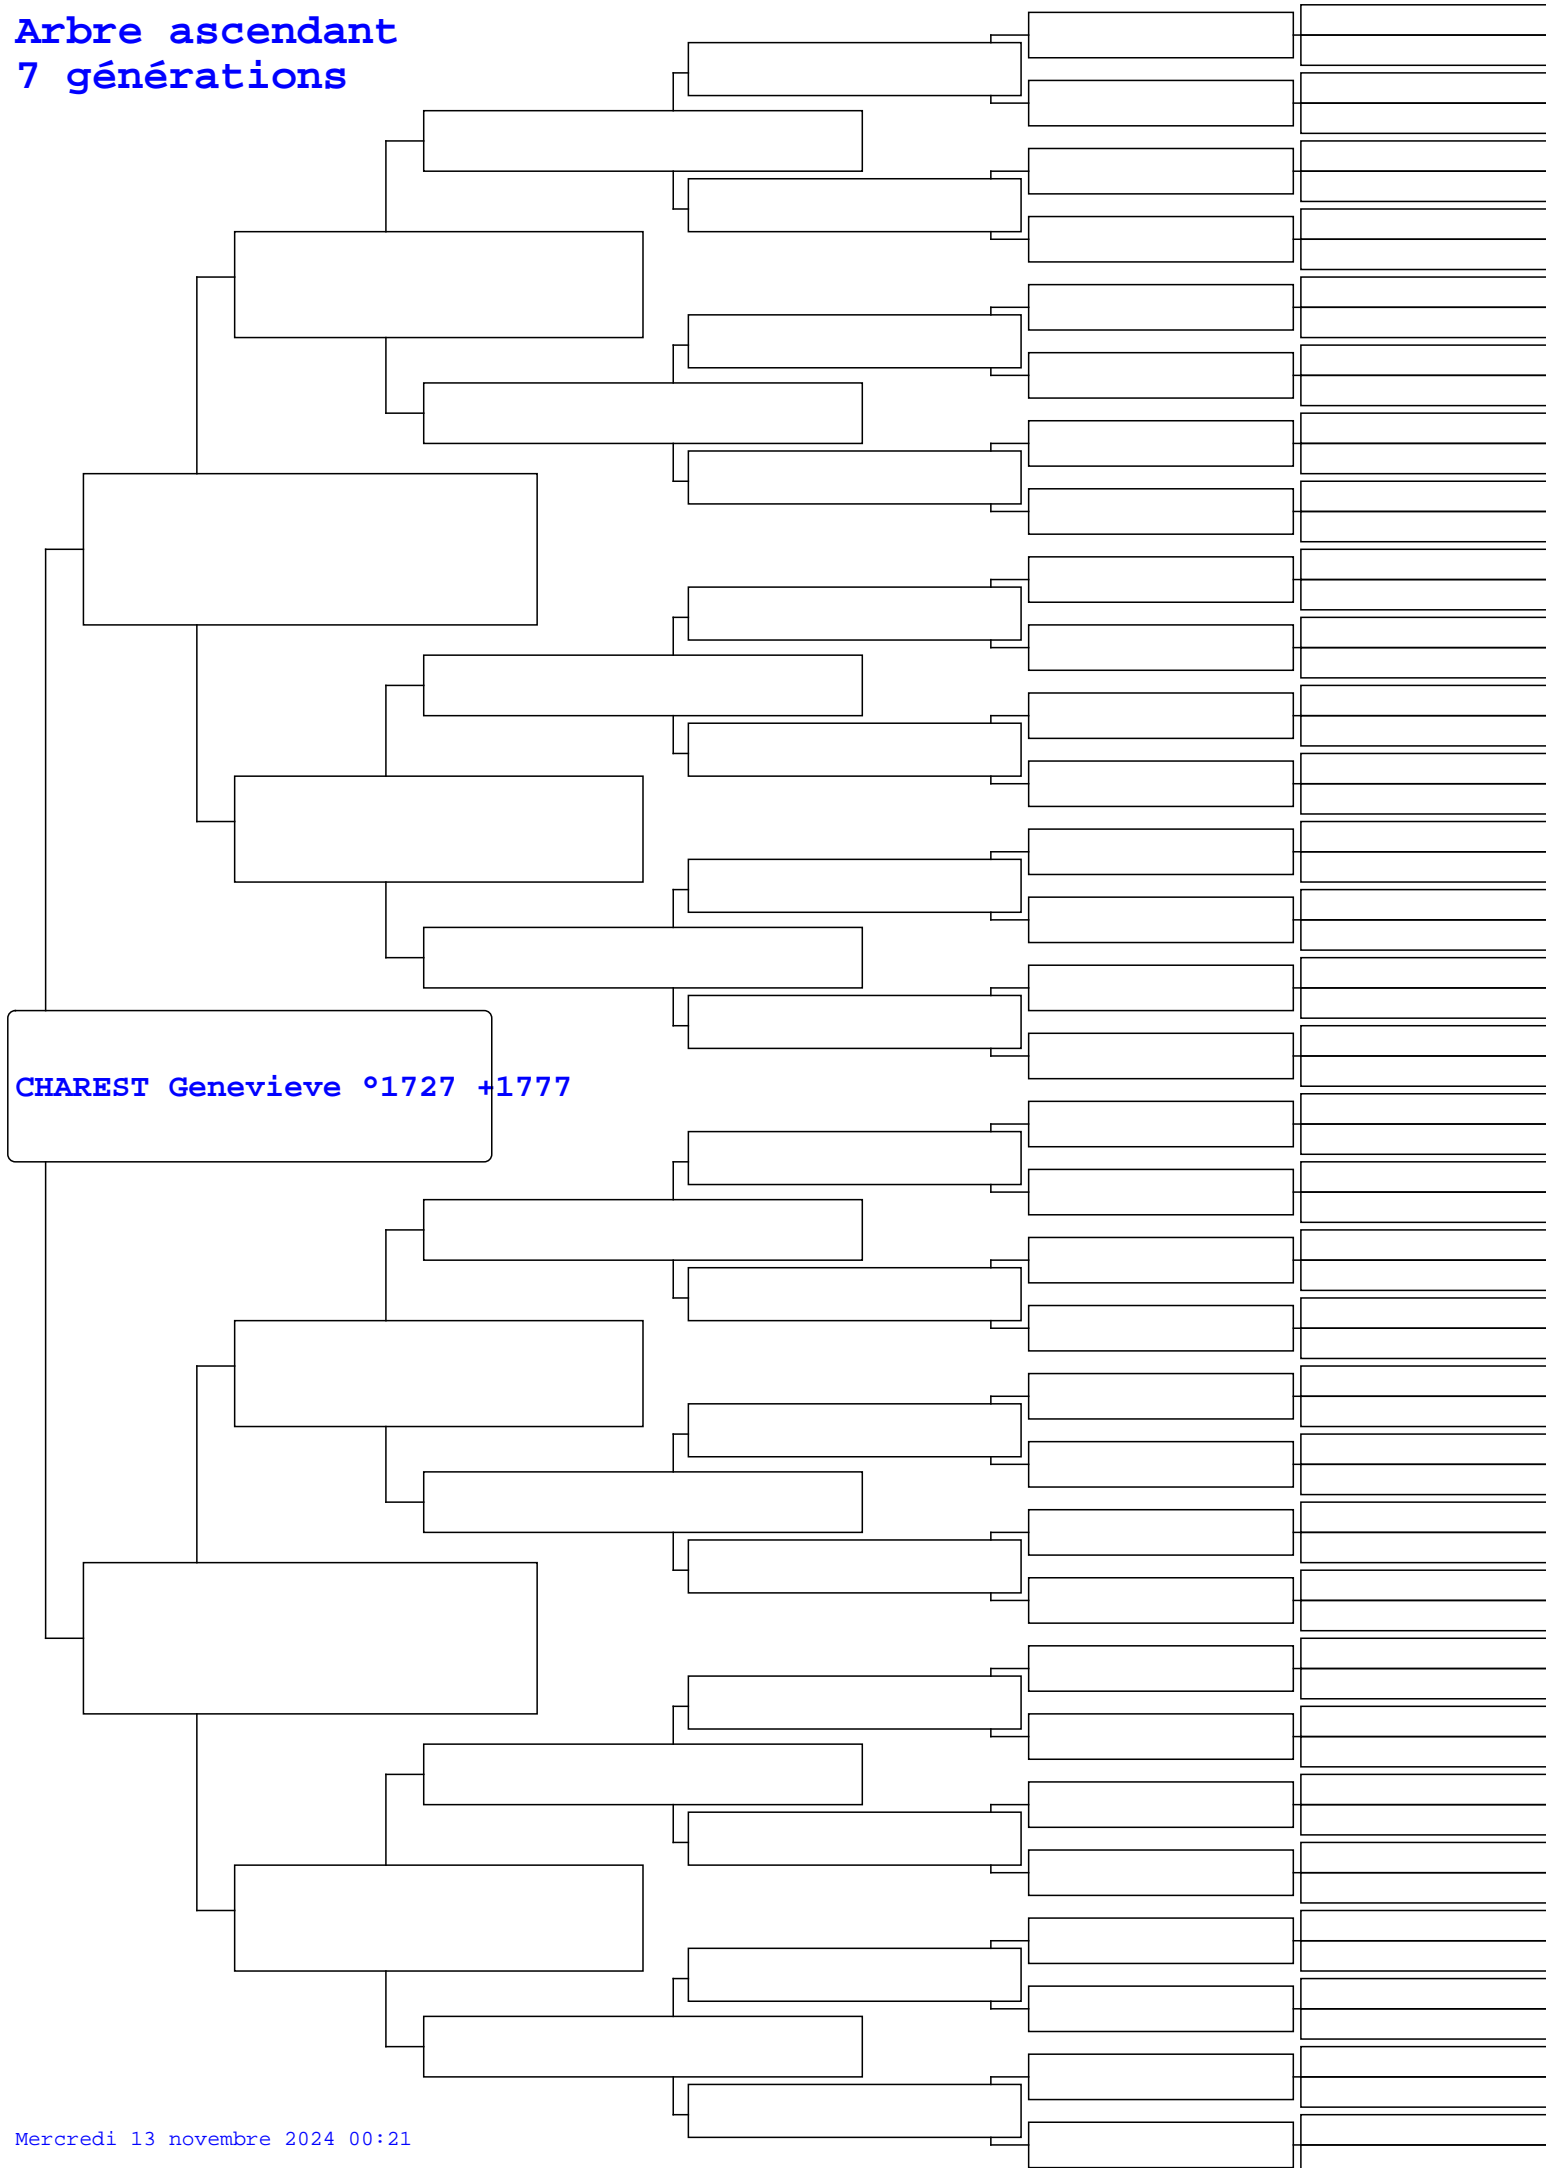 Arbre ascendant
7 générations
CHAREST Genevieve °1727 +1777
Mercredi 13 novembre 2024 00:21